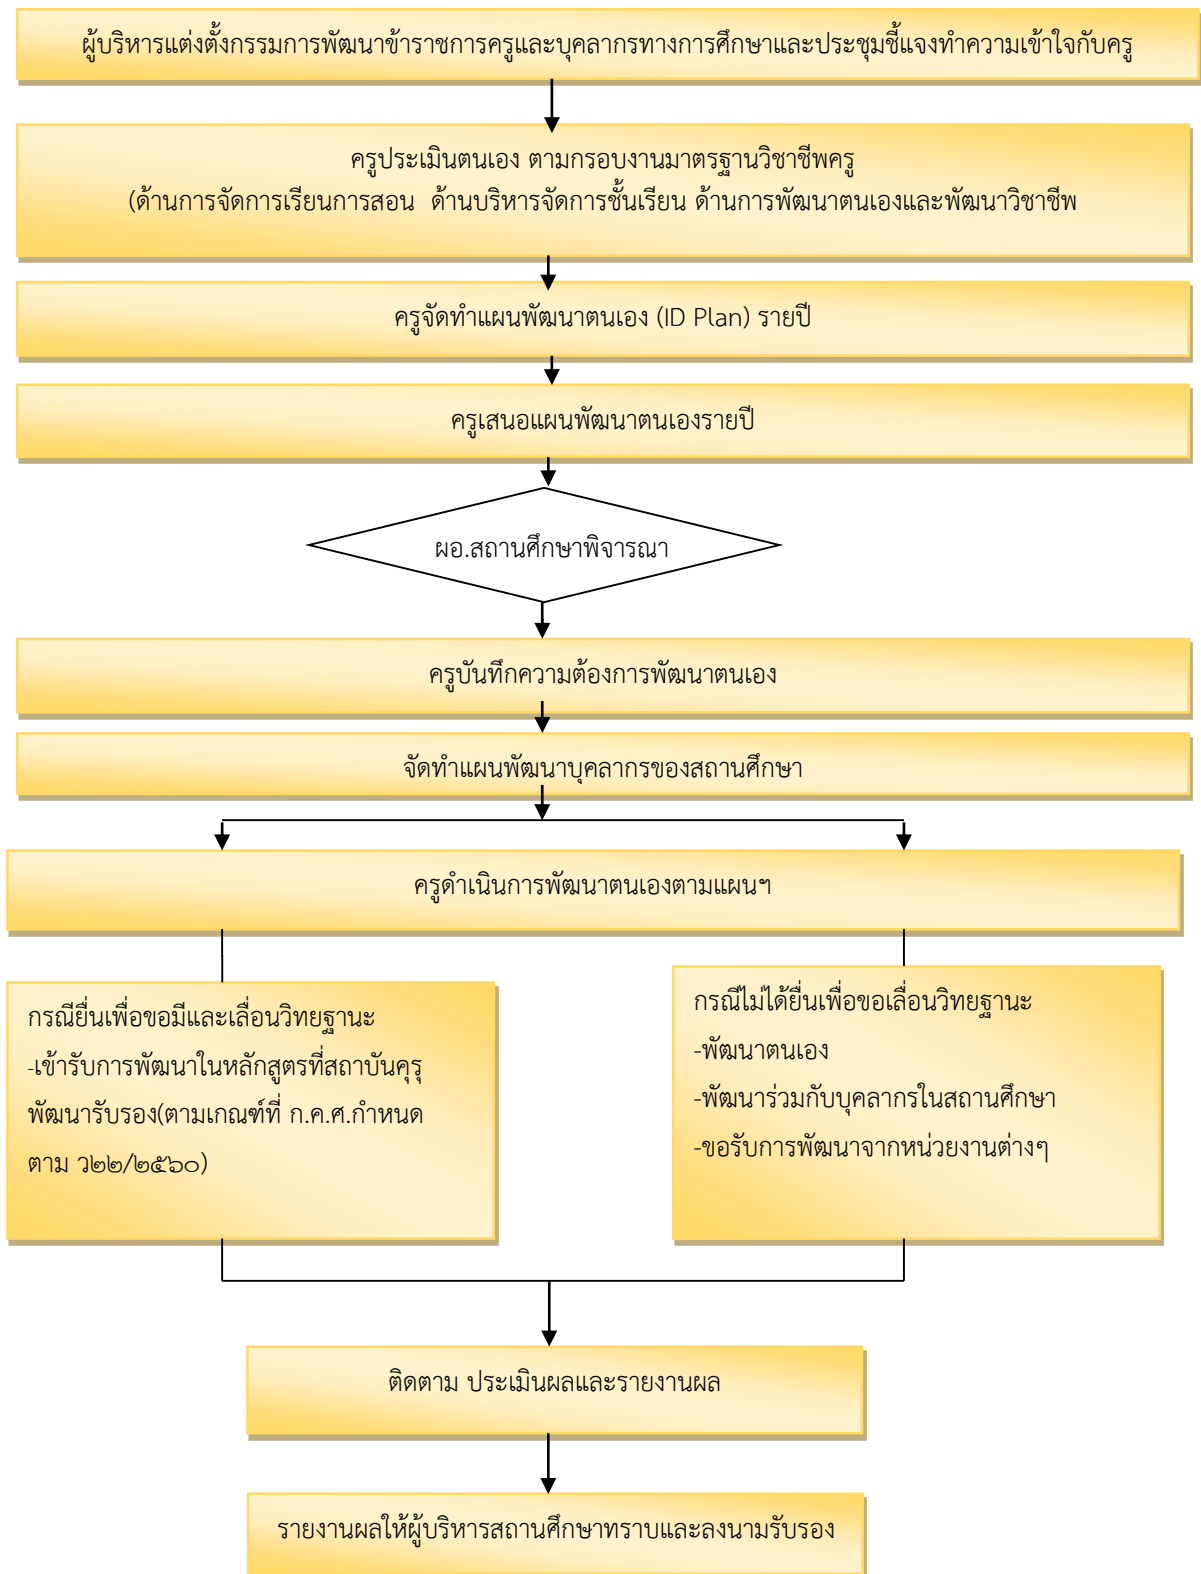 ผู้บริหารแต่งตั้งกรรมการพัฒนาข้าราชการครูและบุคลากรทางการศึกษาและประชุมชี้แจงทำความเข้าใจกับครู
ครูประเมินตนเอง ตามกรอบงานมาตรฐานวิชาชีพครู
(ด้านการจัดการเรียนการสอน  ด้านบริหารจัดการชั้นเรียน ด้านการพัฒนาตนเองและพัฒนาวิชาชีพ
ครูจัดทำแผนพัฒนาตนเอง (ID Plan) รายปี
ครูเสนอแผนพัฒนาตนเองรายปี
ผอ.สถานศึกษาพิจารณา
ครูบันทึกความต้องการพัฒนาตนเอง
จัดทำแผนพัฒนาบุคลากรของสถานศึกษา
ครูดำเนินการพัฒนาตนเองตามแผนฯ
กรณียื่นเพื่อขอมีและเลื่อนวิทยฐานะ
-เข้ารับการพัฒนาในหลักสูตรที่สถาบันคุรุ
พัฒนารับรอง(ตามเกณฑ์ที่ ก.ค.ศ.กำหนด
ตาม ว๒๒/๒๕๖๐)
กรณีไม่ได้ยื่นเพื่อขอเลื่อนวิทยฐานะ
-พัฒนาตนเอง
-พัฒนาร่วมกับบุคลากรในสถานศึกษา
-ขอรับการพัฒนาจากหน่วยงานต่างๆ
ติดตาม ประเมินผลและรายงานผล
รายงานผลให้ผู้บริหารสถานศึกษาทราบและลงนามรับรอง